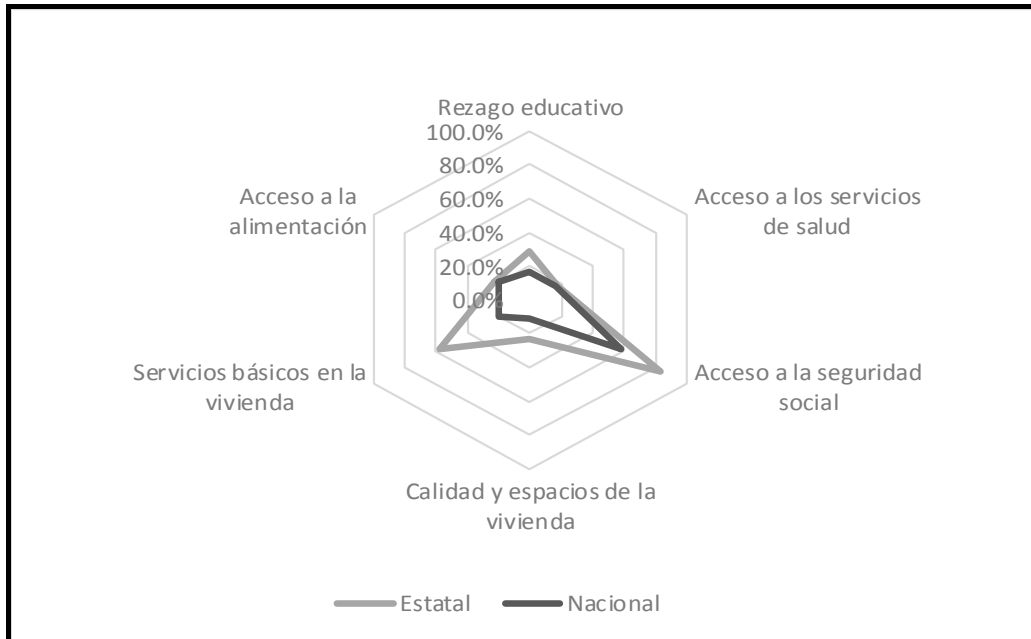 Rezago educativo
100.0%
80.0%
60.0%
40.0%
20.0%
0.0%
Acceso a los servicios
de salud
Acceso a la seguridad
social
Calidad y espacios de la
vivienda
Servicios básicos en la
vivienda
Acceso a la
alimentación
Estatal
Nacional